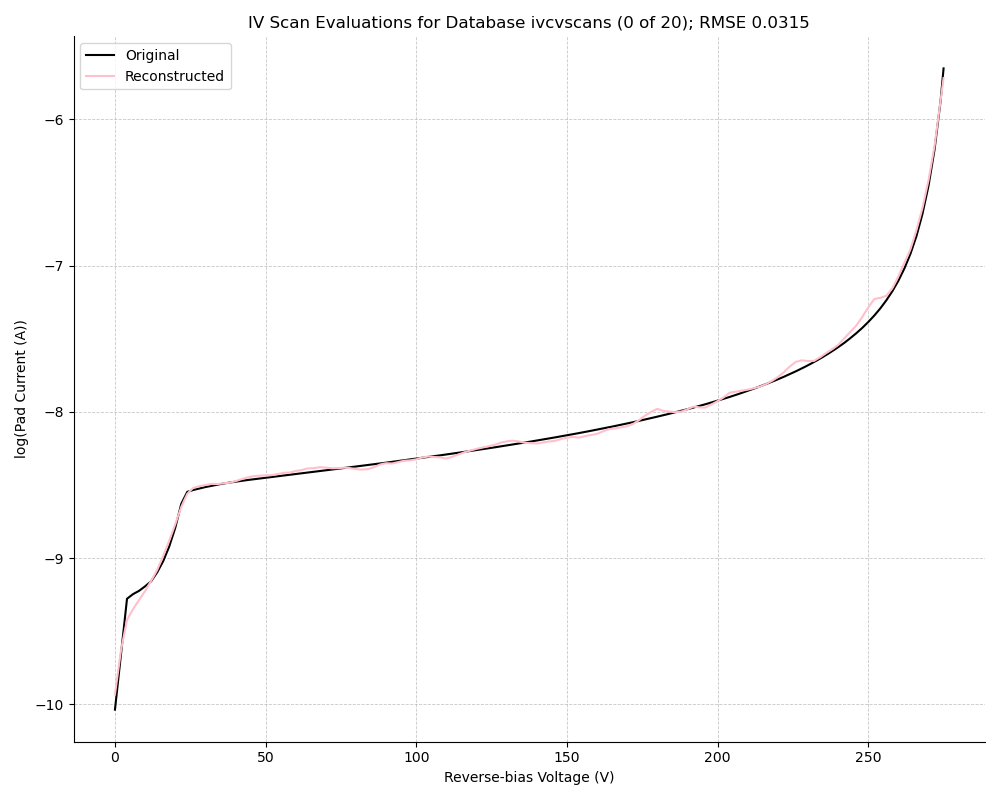 IV Scan Evaluations for Database ivcvscans (0 of 20); RMSE 0.0315
Original
Reconstructed
−6
−7
−8
−9
−10
log(Pad Current (A))
0 50 100 150 200 250
Reverse-bias Voltage (V)